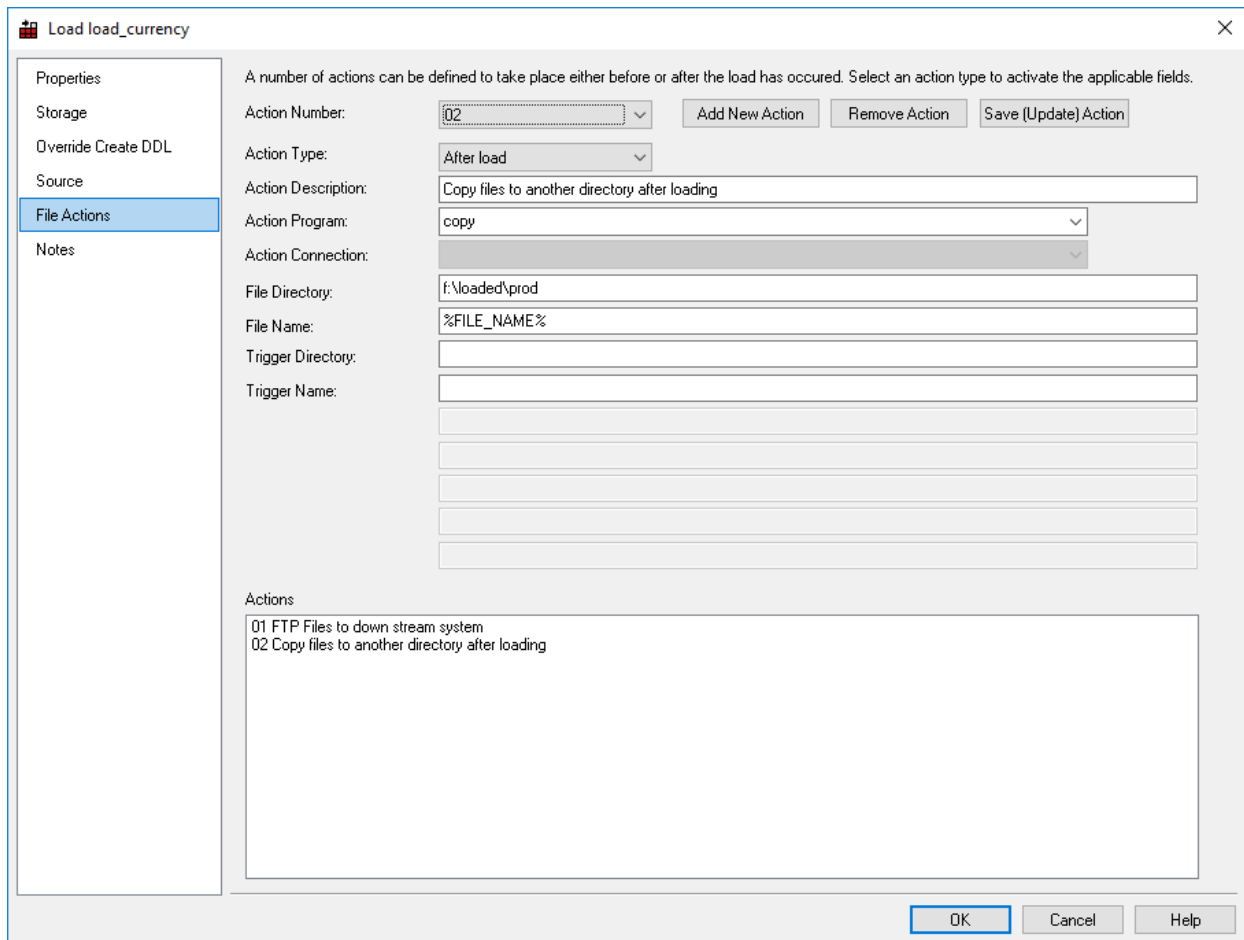 Load load_currency
Properties
Storage
Override Create DDL
Source
File Actions
Notes
A number of actions can be defined to take place either before or after the load has occured. Select an action type to activate the applicable fields.
Action Number: 02 Add New Action Remove Action Save (Update) Action
Action Type: After load
Action Description: Copy files to another directory after loading
Action Program: copy
Action Connection:
File Directory: f:\loaded\prod
File Name: %FILE_NAME%
Trigger Directory:
Trigger Name:
Actions
01 FTP Files to down stream system
02 Copy files to another directory after loading
OK Cancel Help